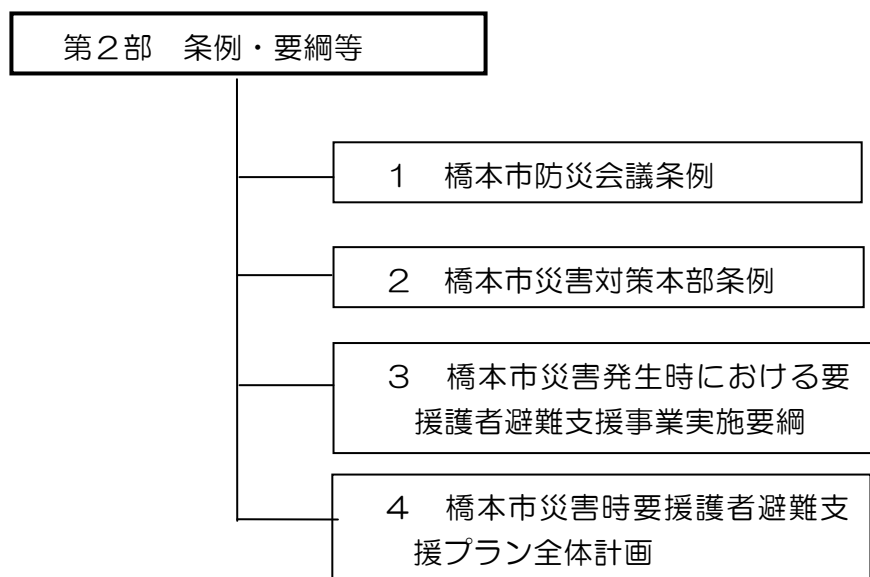 第２部　条例・要綱等
１　橋本市防災会議条例
２　橋本市災害対策本部条例
３　橋本市災害発生時における要
援護者避難支援事業実施要綱
４　橋本市災害時要援護者避難支
援プラン全体計画